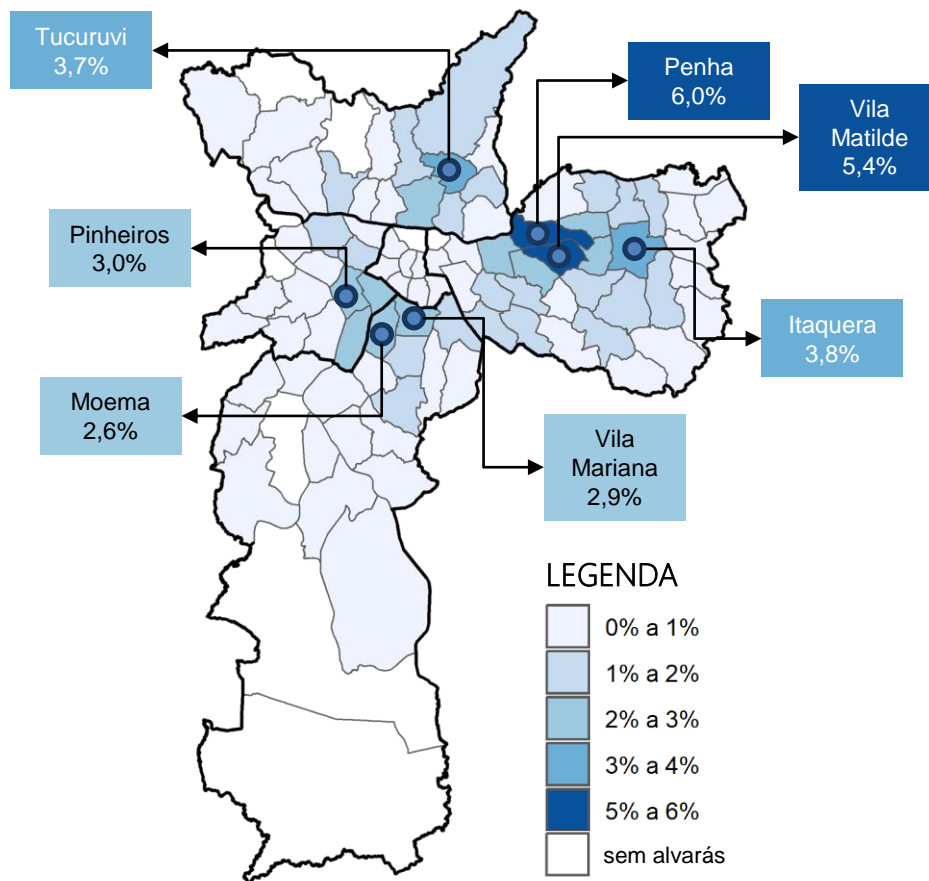 Tucuruvi
3,7%
Penha
6,0%
Vila
Matilde
5,4%
Pinheiros
3,0%
Itaquera
3,8%
Moema
2,6%
Vila
Mariana
2,9%
LEGENDA
0% a 1%
1% a 2%
2% a 3%
3% a 4%
5% a 6%
sem alvarás